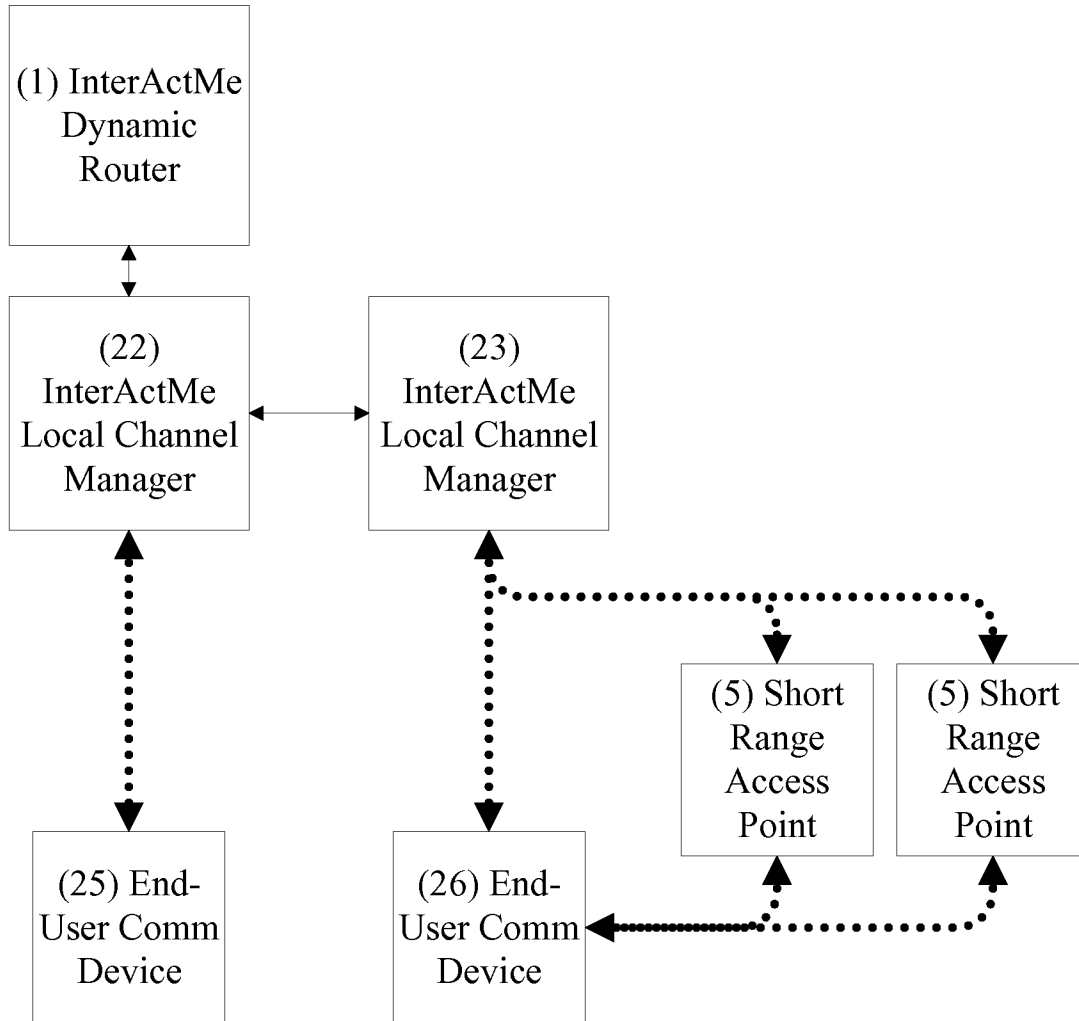 (1) InterActMe
Dynamic
Router
(22)
InterActMe
Local Channel
Manager
(23)
InterActMe
Local Channel
Manager
(5) Short
Range
Access
Point
(5) Short
Range
Access
Point
(25) End-
User Comm
Device
(26) End-
User Comm
Device